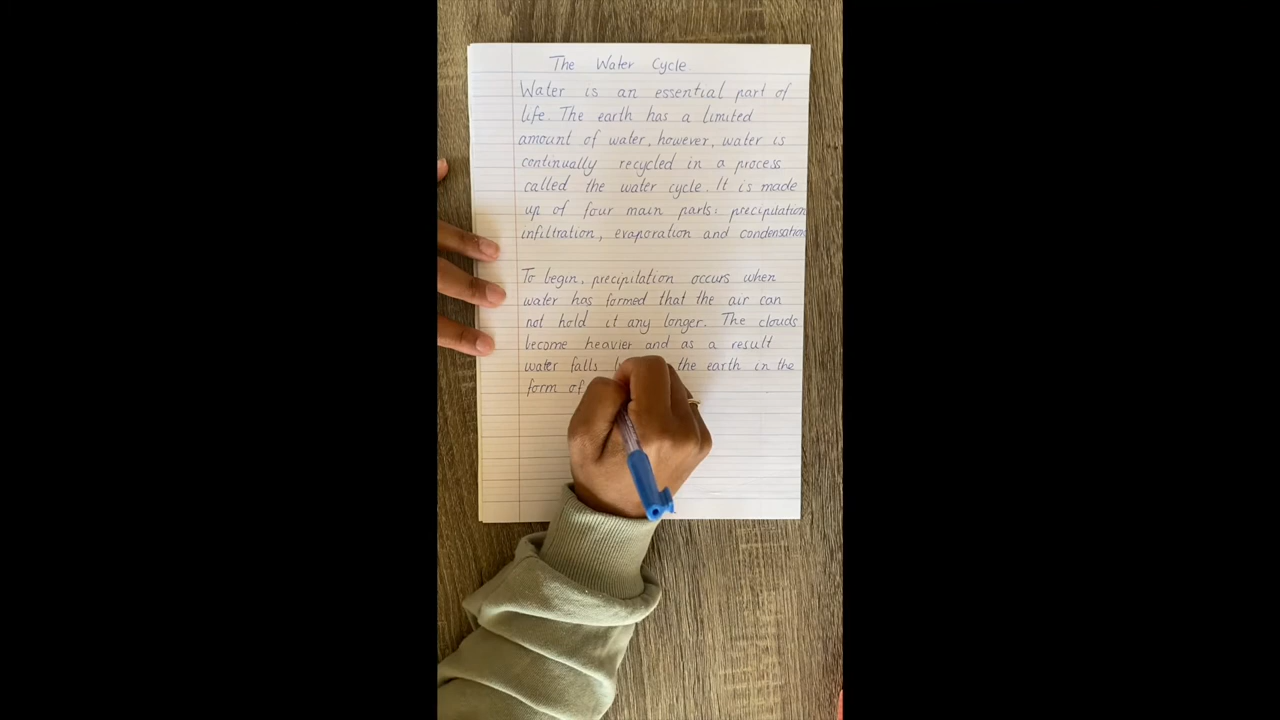 The Water Cycle
Water is an essential part of
life. The earth has a limited
amount of water, however, water is
continually recycled in a process
called the water cycle. It is made
up of four main parts: precipitation
infiltration, evaporation and condensation
To begin, precipitation occurs when
water has formed that the air can
not hold it any longer. The clouds
become heavier and as a result
water falls the earth in the
form of